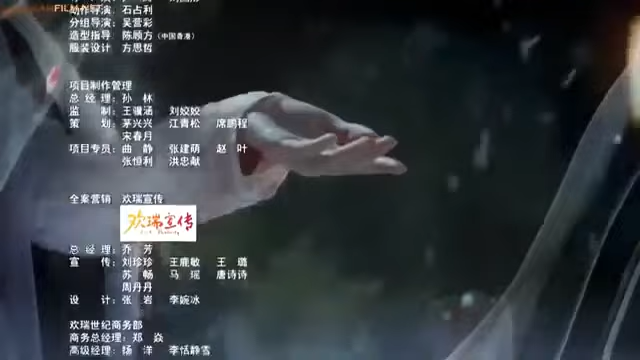 FILM.NET
动作导演：石占利
分组导演：吴营彩
造型指导：陈顾方（中国香港）
服装设计：方思哲
项目制作管理
总经理：孙 林
监 制：王骏涵 刘姣姣
策 划：茅兴兴 江青松 席鹏程
宋春月
项目专员：曲 静 张建萌 赵 叶
张恒利 洪忠献
全案营销 欢瑞宣传
欢瑞宣传
总经理：乔 芳
宣 传：刘珍珍 王鹿敏 王 璐
苏 畅 马 瑶 唐诗诗
周丹丹
设 计：张 岩 李婉冰
欢瑞世纪商务部
商务总经理：郑 焱
高级经理：杨 洋 李恬静雪